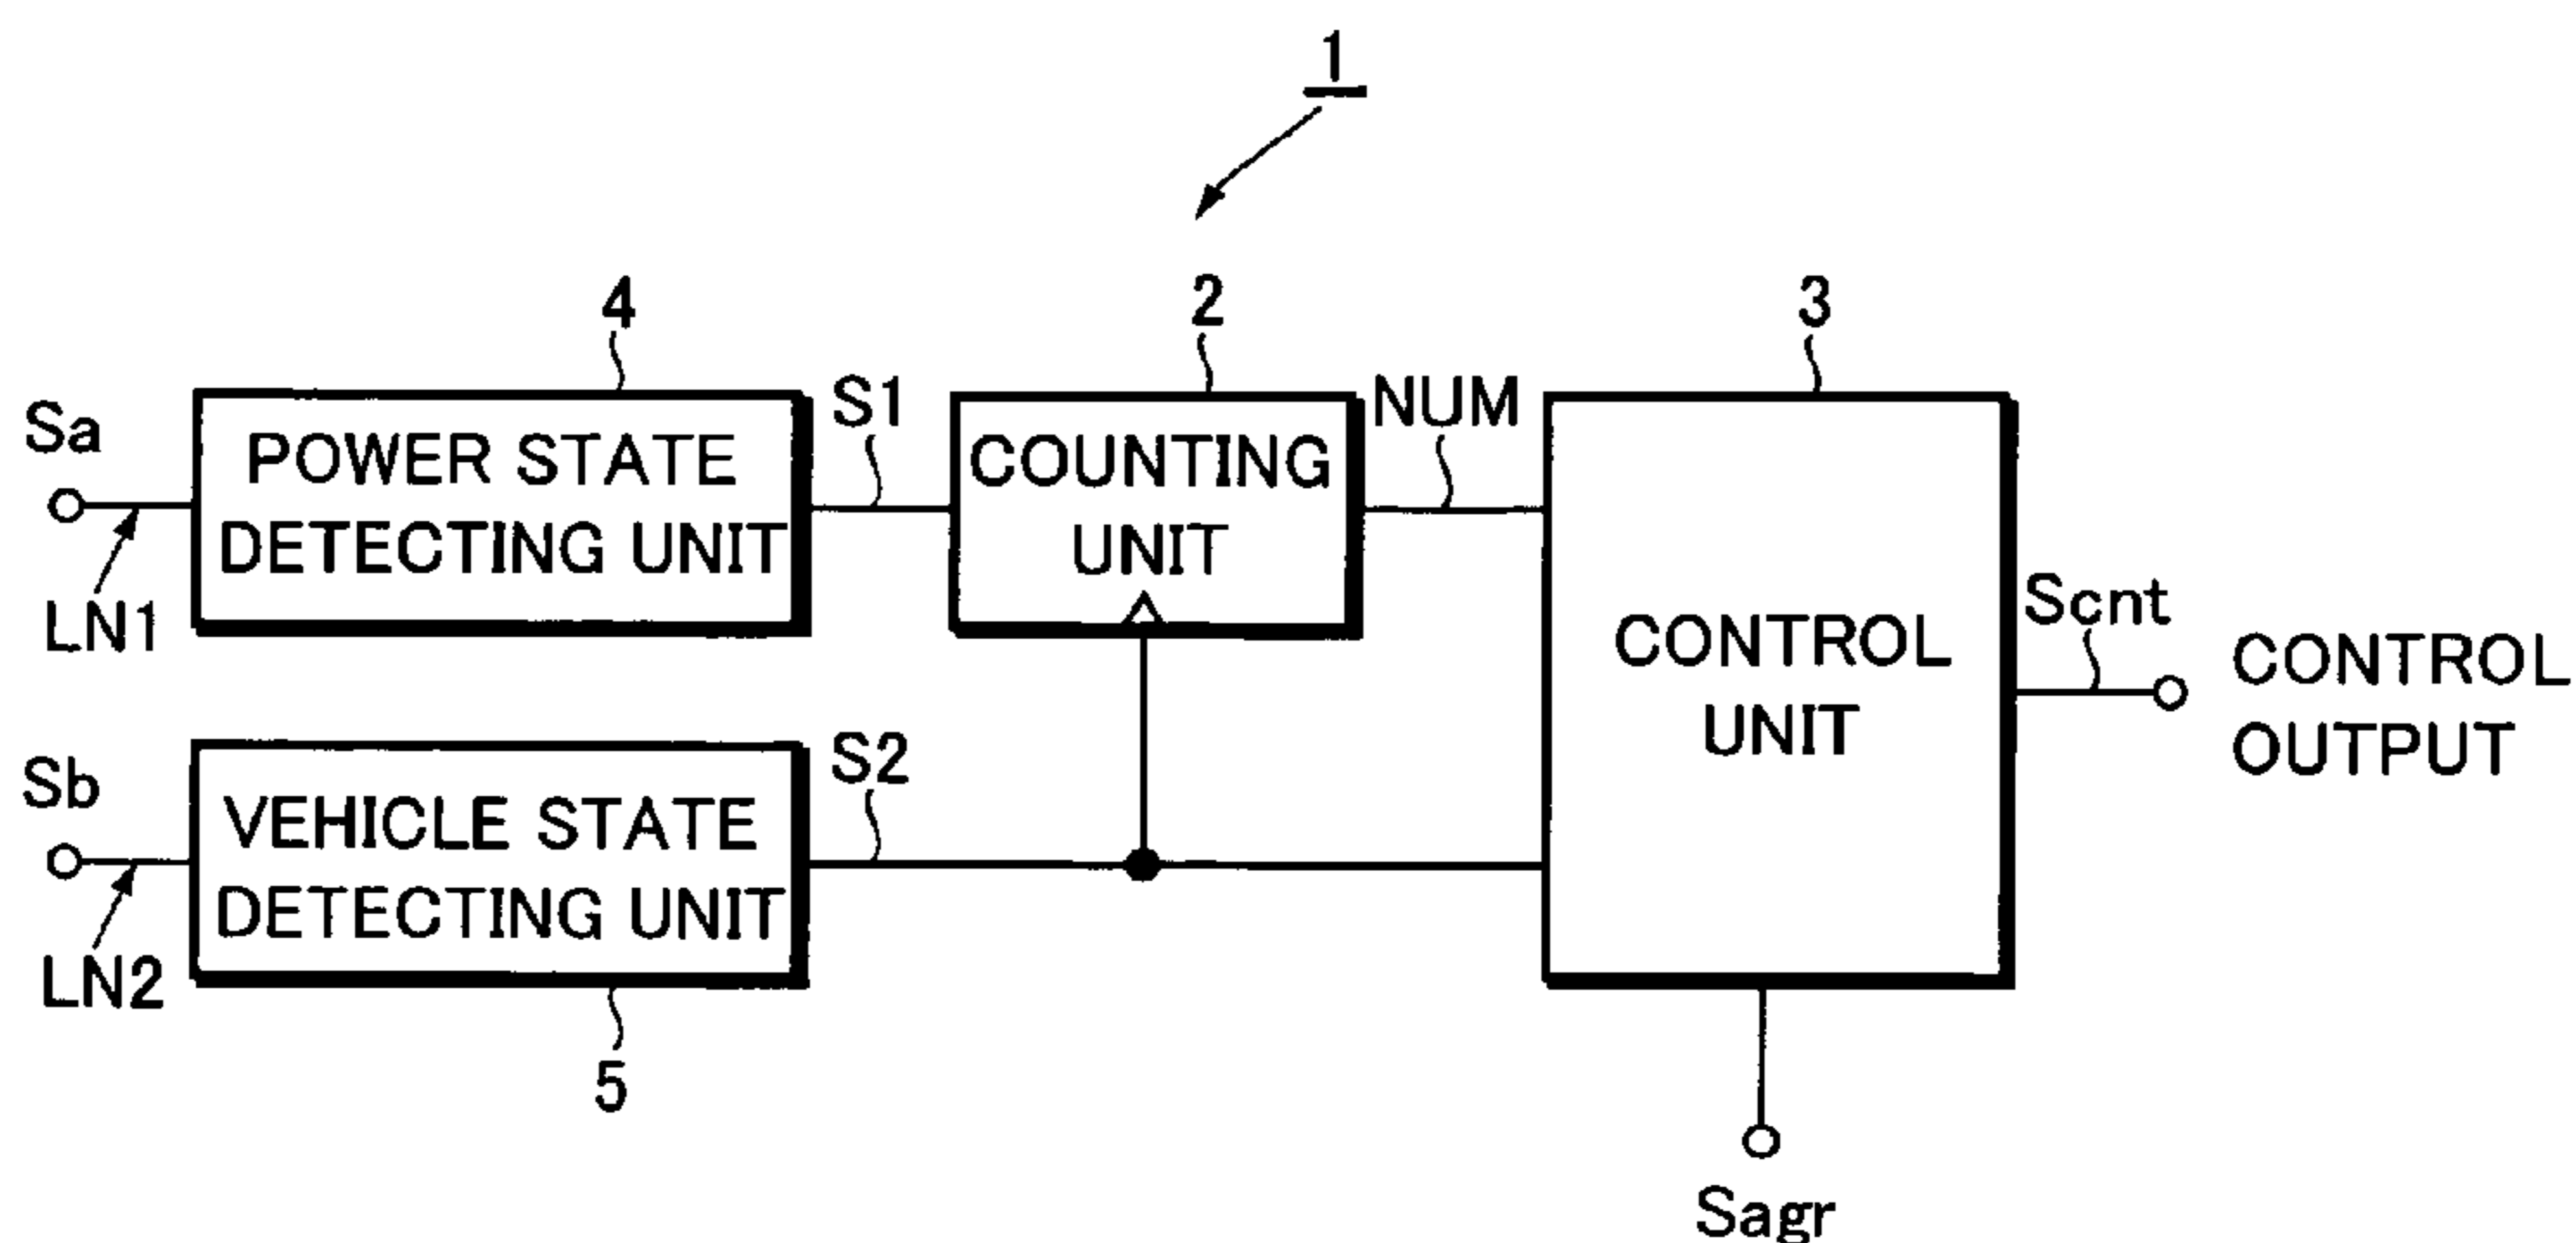 1
4
2
3
Sa
S1
NUM
POWER STATE
DETECTING UNIT
COUNTING
UNIT
LN1
Scnt
CONTROL
UNIT
CONTROL
OUTPUT
Sb
S2
VEHICLE STATE
DETECTING UNIT
LN2
5
Sagr